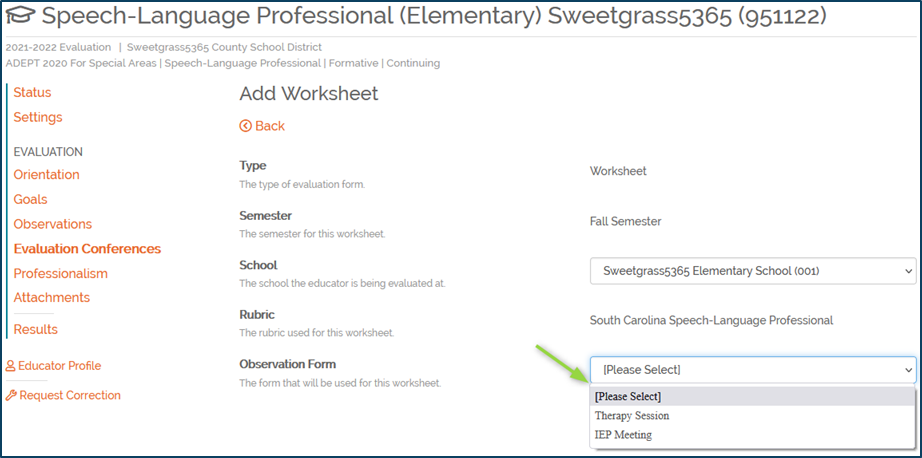 Speech-Language Professional (Elementary) Sweetgrass5365 (951122)
2021-2022 Evaluation | Sweetgrass5365 County School District
ADEPT 2020 For Special Areas | Speech-Language Professional | Formative | Continuing
Status
Settings
EVALUATION
Orientation
Goals
Observations
Evaluation Conferences
Professionalism
Attachments
Results
Educator Profile
Request Correction
Add Worksheet
Back
Type
The type of evaluation form.
Worksheet
Semester
The semester for this worksheet.
Fall Semester
School
The school the educator is being evaluated at.
Sweetgrass5365 Elementary School (001)
Rubric
The rubric used for this worksheet.
South Carolina Speech-Language Professional
Observation Form
The form that will be used for this worksheet.
[Please Select]
[Please Select]
Therapy Session
IEP Meeting